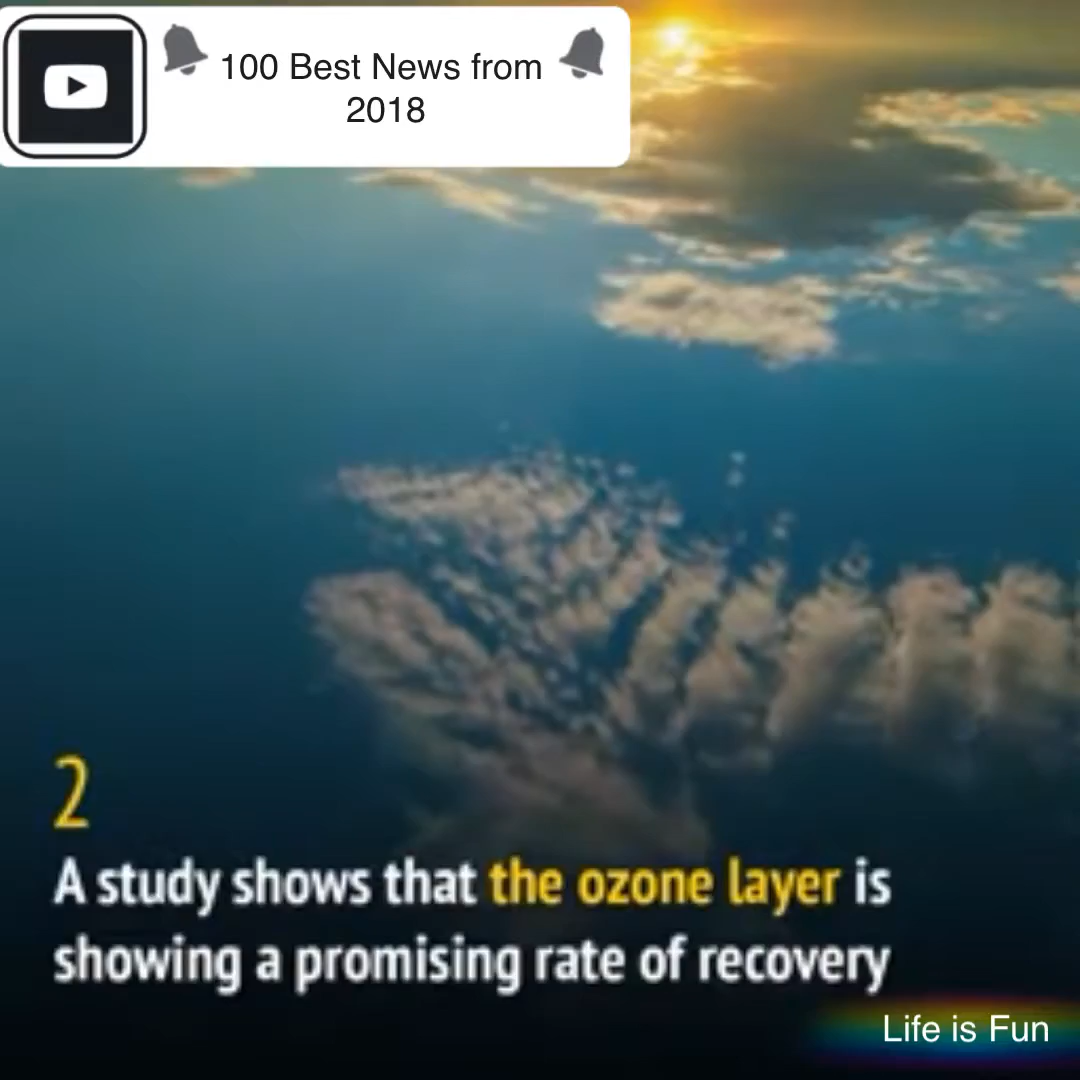 100 Best News from
2018
2
A study shows that the ozone layer is
showing a promising rate of recovery
Life is Fun